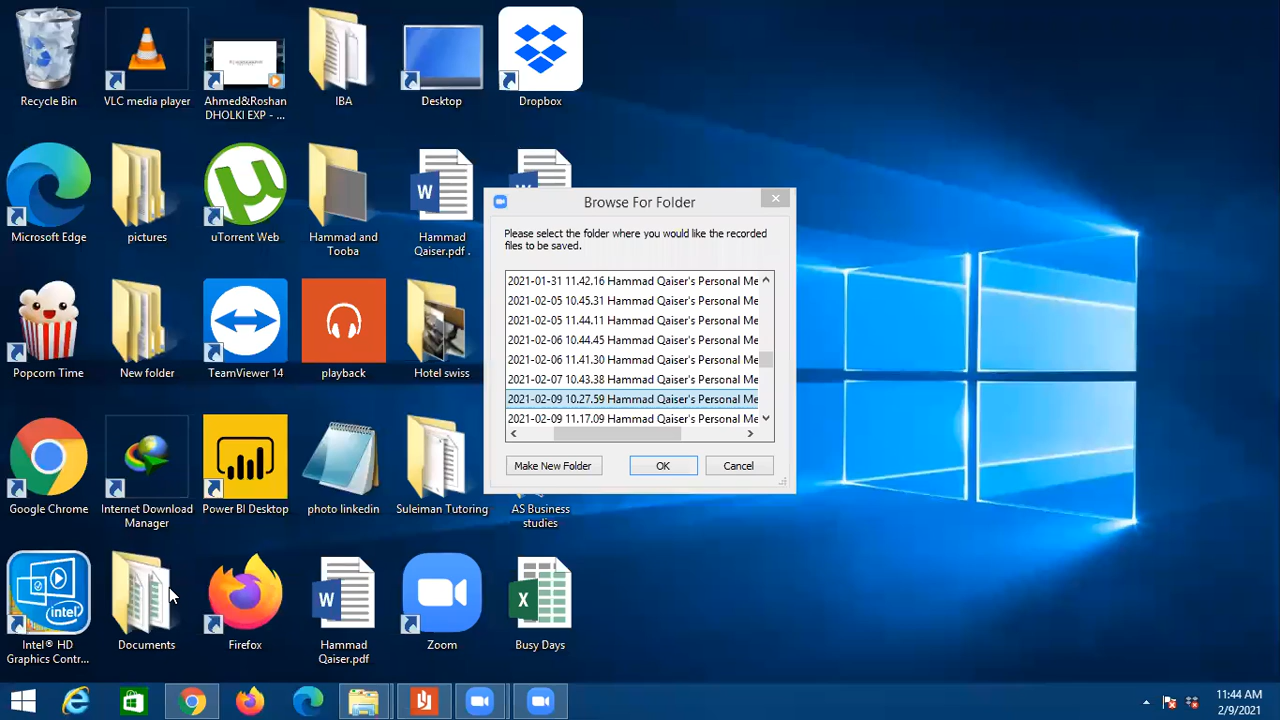 Recycle Bin
VLC media player
Ahmed&Roshan
DHOLKI EXP - ...
IBA
Desktop
Dropbox
Microsoft Edge
pictures
uTorrent Web
Hammad and
Tooba
Hammad
Qaiser.pdf .
Browse For Folder
Please select the folder where you would like the recorded
files to be saved.
2021-01-31 11.42.16 Hammad Qaiser's Personal Me
2021-02-05 10.45.31 Hammad Qaiser's Personal Me
2021-02-05 11.44.11 Hammad Qaiser's Personal Me
2021-02-06 10.44.45 Hammad Qaiser's Personal Me
2021-02-06 11.41.30 Hammad Qaiser's Personal Me
2021-02-07 10.43.38 Hammad Qaiser's Personal Me
2021-02-09 10.27.59 Hammad Qaiser's Personal Me
2021-02-09 11.17.09 Hammad Qaiser's Personal Me
Make New Folder
OK
Cancel
Popcorn Time
New folder
TeamViewer 14
playback
Hotel swiss
Google Chrome
Internet Download
Manager
Power BI Desktop
photo linkedin
Suleiman Tutoring
AS Business
studies
intel
Intel® HD
Graphics Contr...
Documents
Firefox
Hammad
Qaiser.pdf
Zoom
Busy Days
11:44 AM
2/9/2021